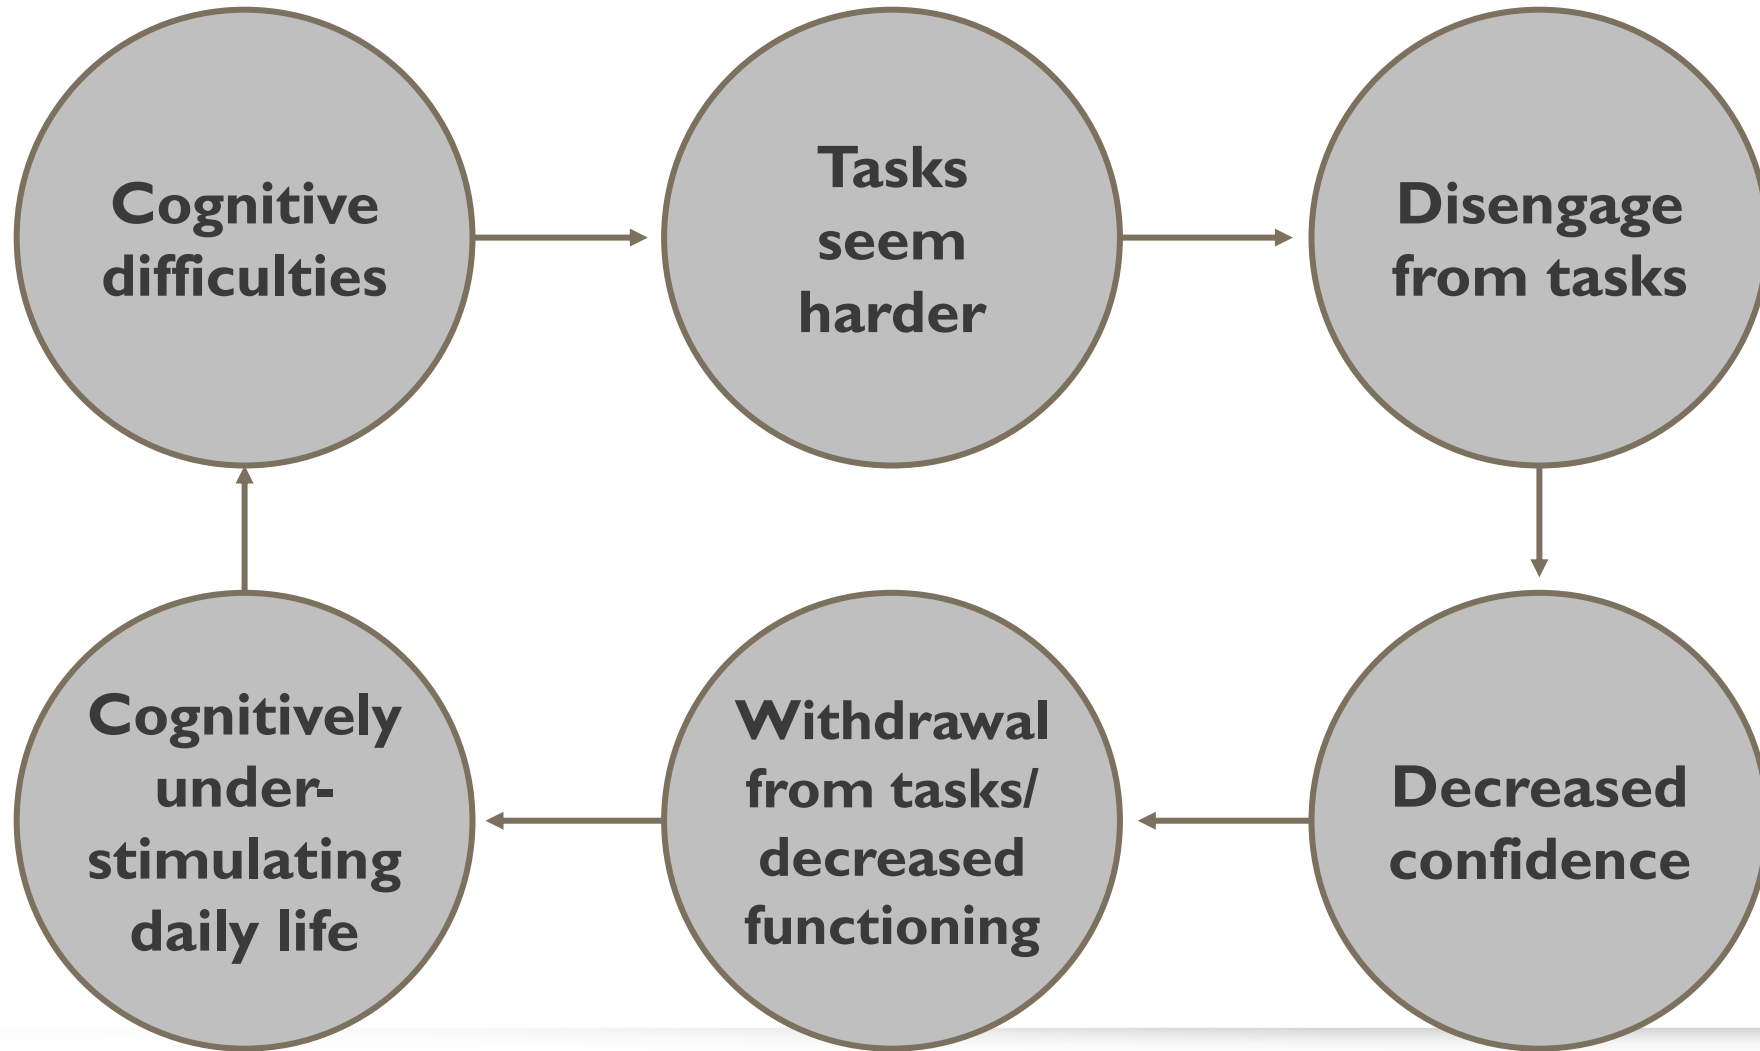 Cognitive
difficulties
Tasks
seem
harder
Disengage
from tasks
Decreased
confidence
Withdrawal
from tasks/
decreased
functioning
Cognitively
under-
stimulating
daily life